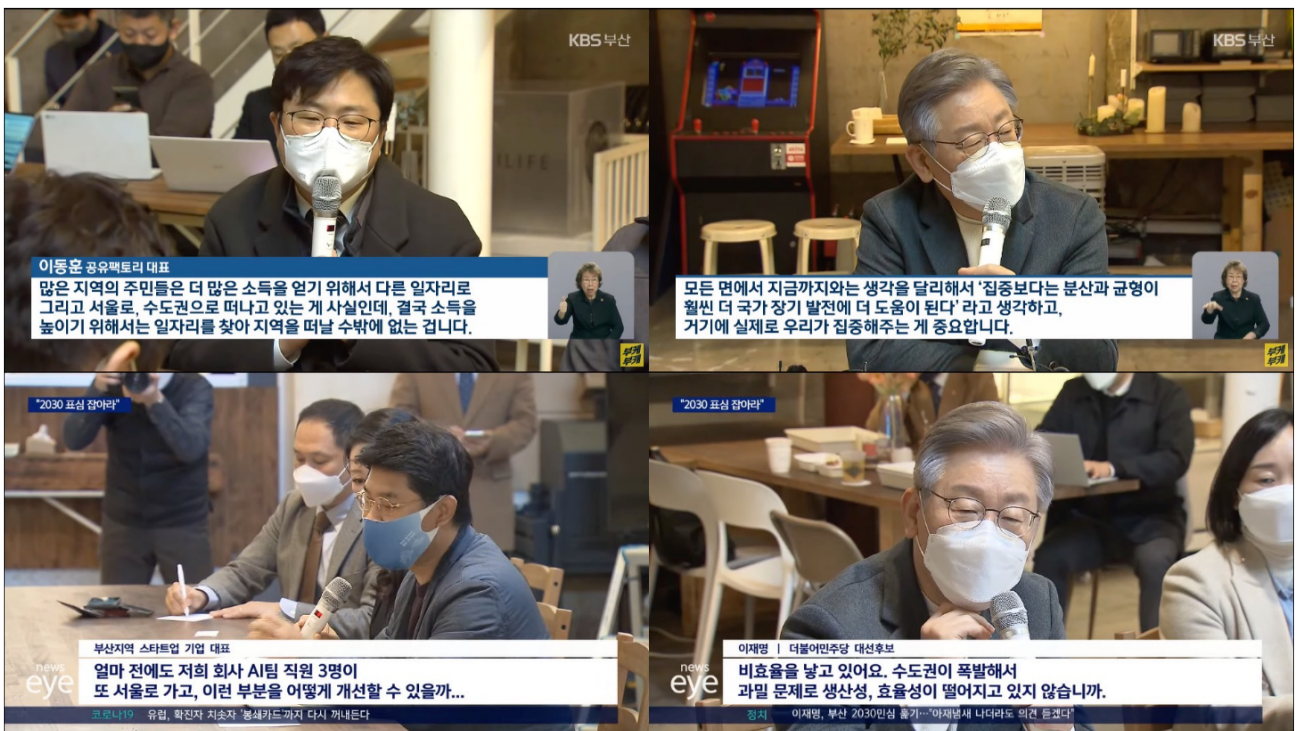 KBS 부산
LIFE
이동훈 공유팩토리 대표
많은 지역의 주민들은 더 많은 소득을 얻기 위해서 다른 일자리로
그리고 서울로, 수도권으로 떠나고 있는 게 사실인데, 결국 소득을
높이기 위해서는 일자리를 찾아 지역을 떠날 수밖에 없는 겁니다.
부캐
부캐
KBS 부산
모든 면에서 지금까지와는 생각을 달리해서 ‘집중보다는 분산과 균형이
훨씬 더 국가 장기 발전에 더 도움이 된다’ 라고 생각하고,
거기에 실제로 우리가 집중해주는 게 중요합니다.
부캐
부캐
"2030 표심 잡아라"
부산지역 스타트업 기업 대표
news
eye
얼마 전에도 저희 회사 AI팀 직원 3명이
또 서울로 가고, 이런 부분을 어떻게 개선할 수 있을까...
코로나19 유럽, 확진자 치솟자 '봉쇄카드'까지 다시 꺼내든다
"2030 표심 잡아라"
이재명 | 더불어민주당 대선후보
news
eye
비효율을 낳고 있어요. 수도권이 폭발해서
과밀 문제로 생산성, 효율성이 떨어지고 있지 않습니까.
정치 이재명, 부산 2030민심 훑기…"아재냄새 나더라도 의견 듣겠다"